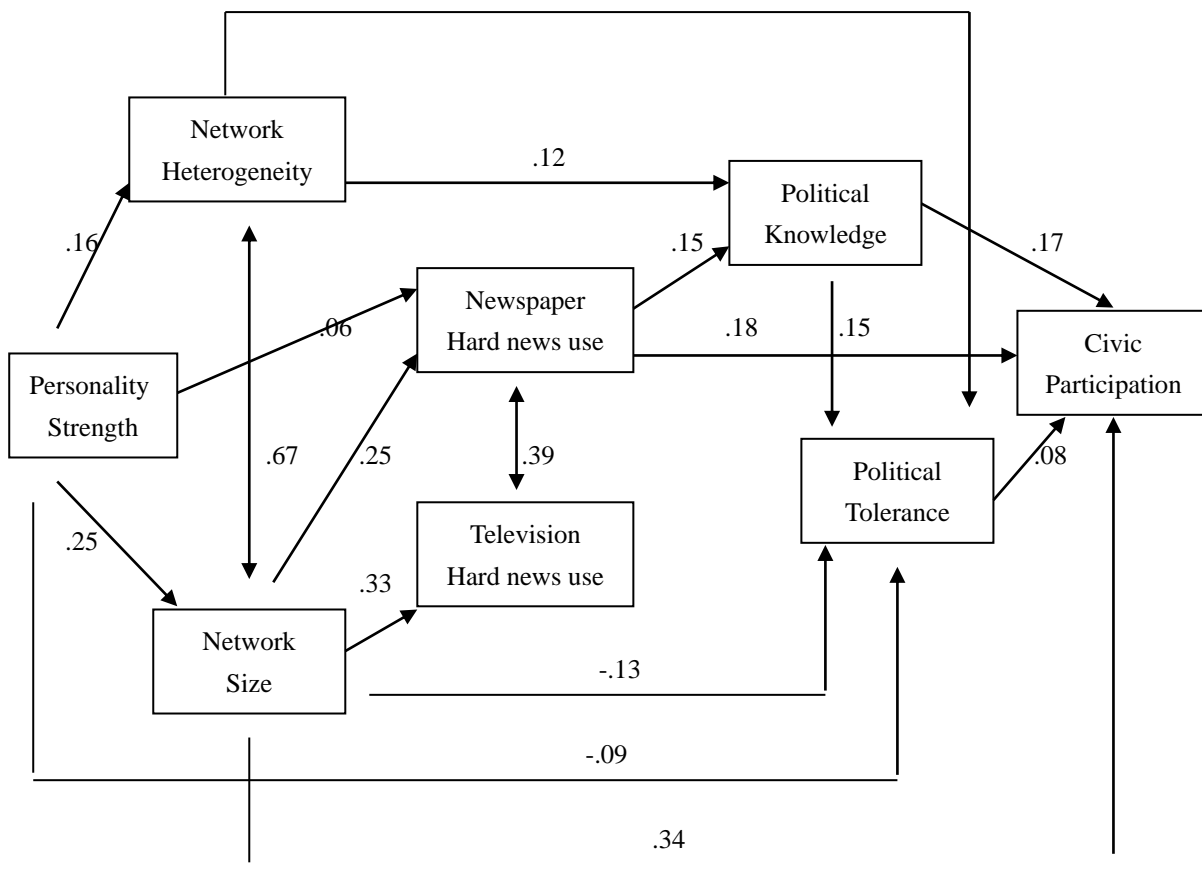 Network
Heterogeneity
.12
Political
Knowledge
.16
.15
.17
Newspaper
Hard news use
.06
.18
.15
Civic
Participation
Personality
Strength
.67
.25
.39
.08
Political
Tolerance
.25
Television
Hard news use
.33
Network
Size
-.13
-.09
.34